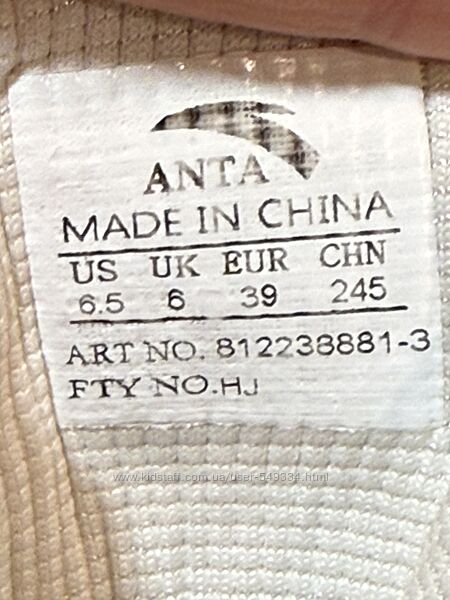 ANTA
MADE IN CHINA
US UK EUR CHN
6.5 6 39 245
ART NO. 812238881-3
FTY NO.HJ
www.kidstaff.com.ua/user-549334.html